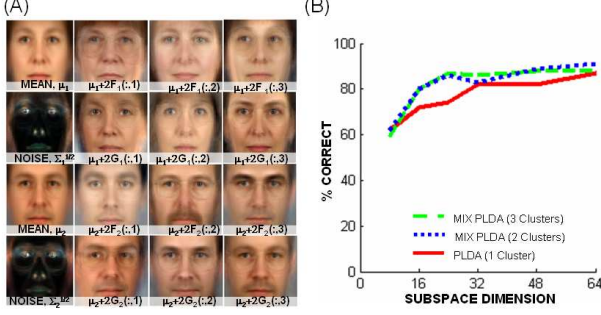 (A)
MEAN, μ₁ μ₁+2F₁(:,1) μ₁+2F₁(:,2) μ₁+2F₁(:,3)
NOISE, Σ₁^1/2 μ₁+2G₁(:,1) μ₁+2G₁(:,2) μ₁+2G₁(:,3)
MEAN, μ₂ μ₂+2F₂(:,1) μ₂+2F₂(:,2) μ₂+2F₂(:,3)
NOISE, Σ₂^1/2 μ₂+2G₂(:,1) μ₂+2G₂(:,2) μ₂+2G₂(:,3)
(B)
100
80
60
40
20
0
% CORRECT
MIX PLDA (3 Clusters)
MIX PLDA (2 Clusters)
PLDA (1 Cluster)
0 16 32 48 64
SUBSPACE DIMENSION